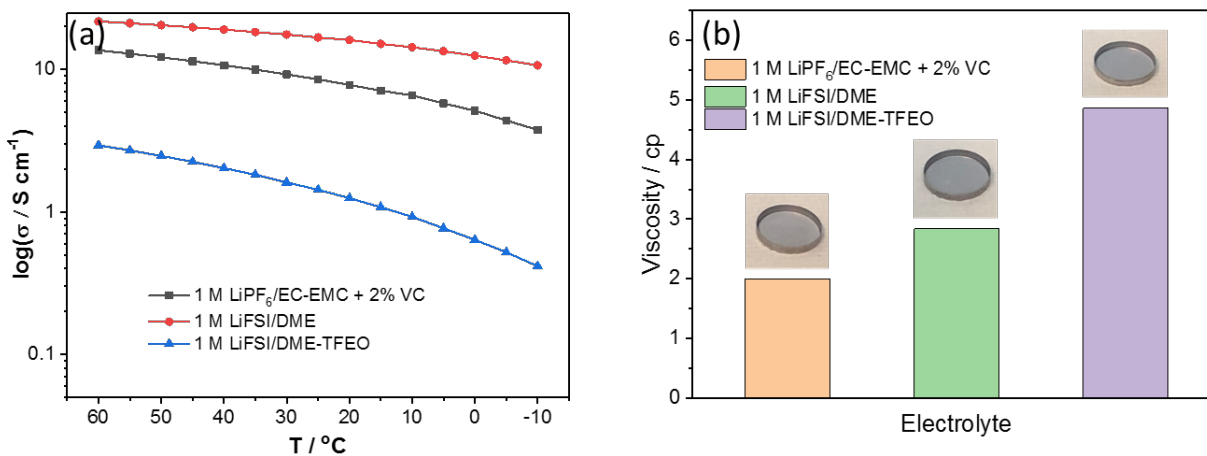 (a)
10
1
0.1
log(σ / S cm⁻¹)
1 M LiPF₆/EC-EMC + 2% VC
1 M LiFSI/DME
1 M LiFSI/DME-TFEO
60 50 40 30 20 10 0 -10
T / °C
(b)
6
5
4
3
2
1
0
Viscosity / cp
1 M LiPF₆/EC-EMC + 2% VC
1 M LiFSI/DME
1 M LiFSI/DME-TFEO
Electrolyte